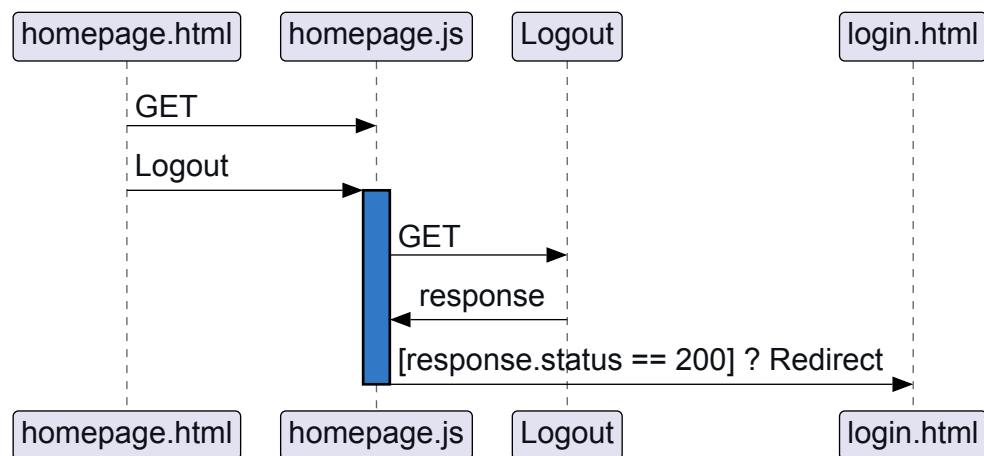 homepage.html homepage.js Logout login.html
GET
Logout
GET
response
[response.status == 200] ? Redirect
homepage.html homepage.js Logout login.html